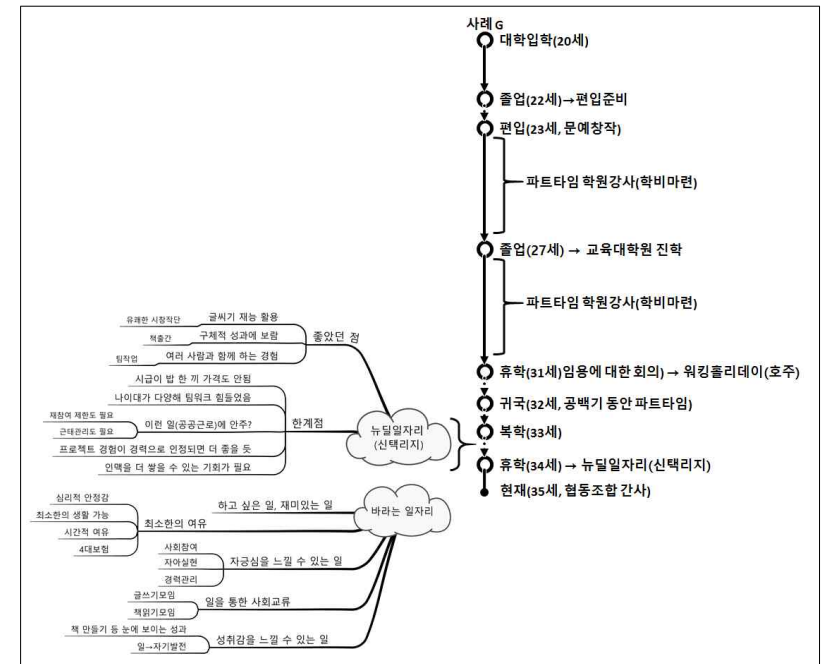 사례 G
대학입학(20세)
졸업(22세)→편입준비
편입(23세, 문예창작)
파트타임 학원강사(학비마련)
졸업(27세) → 교육대학원 진학
파트타임 학원강사(학비마련)
휴학(31세)임용에 대한 회의) → 워킹홀리데이(호주)
귀국(32세, 공백기 동안 파트타임)
복학(33세)
휴학(34세) → 뉴딜일자리(신택리지)
현재(35세, 협동조합 간사)
뉴딜일자리
(신택리지)
좋았던 점
글씨기 재능 활용
유쾌한 시장작단
구체적 성과에 보람
책출간
여러 사람과 함께 하는 경험
팀작업
한계점
시급이 밥 한 끼 가격도 안됨
나이대가 다양해 팀워크 힘들었음
이런 일(공공근로)에 안주?
재참여 제한도 필요
근태관리도 필요
프로젝트 경험이 경력으로 인정되면 더 좋을 듯
인맥을 더 쌓을 수 있는 기회가 필요
바라는 일자리
하고 싶은 일, 재미있는 일
최소한의 여유
심리적 안정감
최소한의 생활 가능
시간적 여유
4대보험
자긍심을 느낄 수 있는 일
사회참여
자아실현
경력관리
일을 통한 사회교류
글쓰기모임
책읽기모임
성취감을 느낄 수 있는 일
책 만들기 등 눈에 보이는 성과
일→자기발전